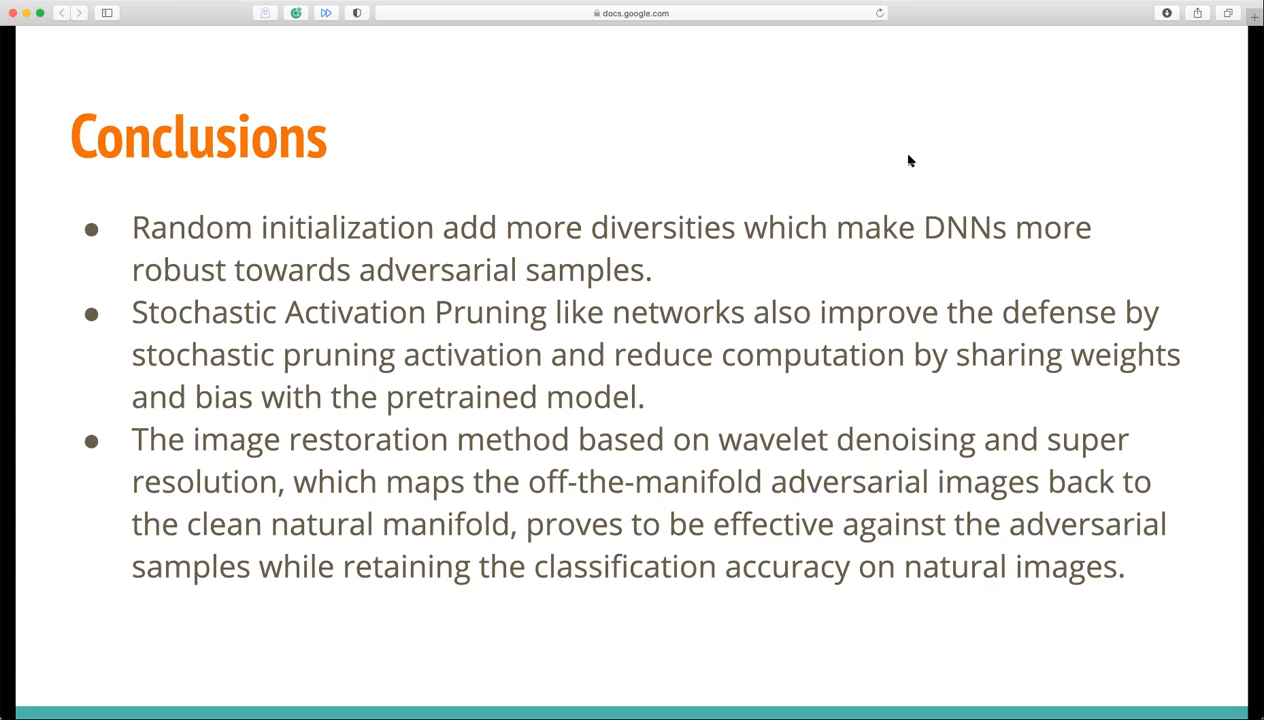 docs.google.com
Conclusions
● Random initialization add more diversities which make DNNs more
robust towards adversarial samples.
● Stochastic Activation Pruning like networks also improve the defense by
stochastic pruning activation and reduce computation by sharing weights
and bias with the pretrained model.
● The image restoration method based on wavelet denoising and super
resolution, which maps the off-the-manifold adversarial images back to
the clean natural manifold, proves to be effective against the adversarial
samples while retaining the classification accuracy on natural images.